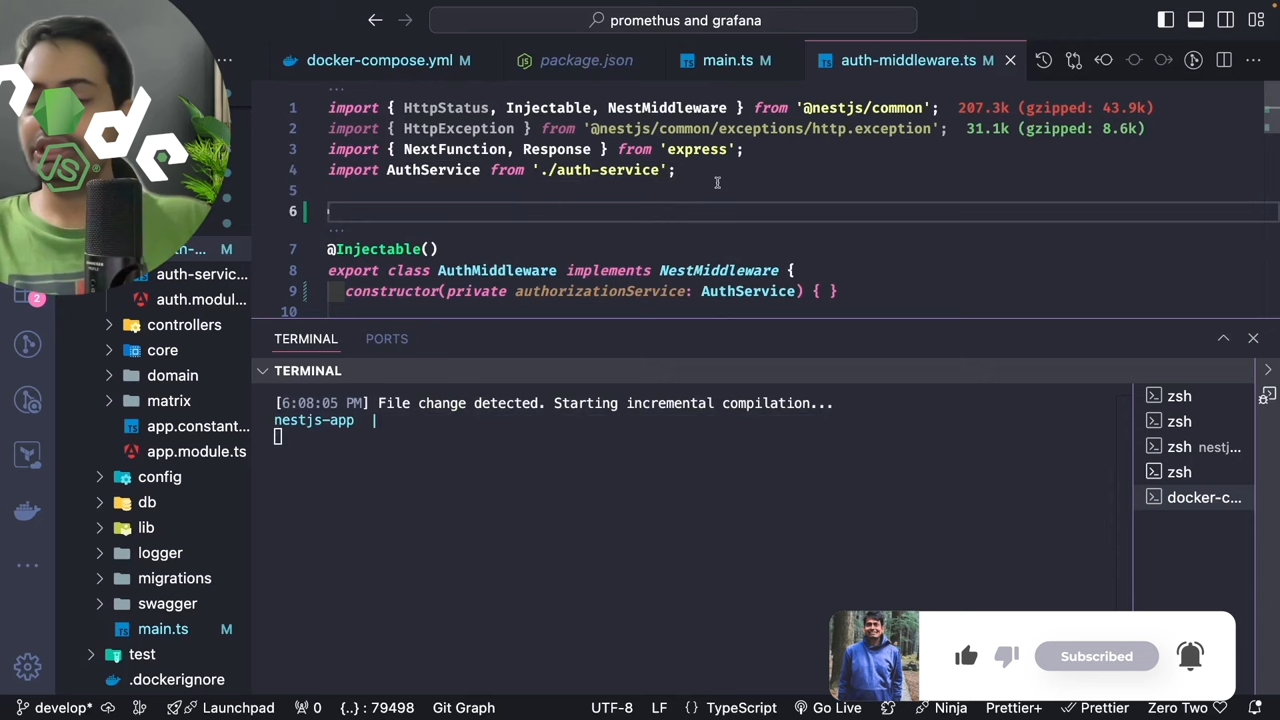 promethus and grafana
docker-compose.yml M
package.json
main.ts M
auth-middleware.ts M
1 import { HttpStatus, Injectable, NestMiddleware } from '@nestjs/common'; 207.3k (gzipped: 43.9k)
2 import { HttpException } from '@nestjs/common/exceptions/http.exception'; 31.1k (gzipped: 8.6k)
3 import { NextFunction, Response } from 'express';
4 import AuthService from './auth-service';
5
6
7 @Injectable()
8 export class AuthMiddleware implements NestMiddleware {
9 constructor(private authorizationService: AuthService) { }
10
th-... M
auth-servic...
auth.modul...
controllers
core
domain
matrix
app.constant...
app.module.ts
config
db
lib
logger
migrations
swagger
main.ts M
test
.dockerignore
2
TERMINAL
PORTS
TERMINAL
[6:08:05 PM] File change detected. Starting incremental compilation...
nestjs-app |
zsh
zsh
zsh nestj...
zsh
docker-c...
Subscribed
develop*
Launchpad
0
{..} : 79498
Git Graph
UTF-8
LF
{ } TypeScript
Go Live
Ninja
Prettier+
Prettier
Zero Two